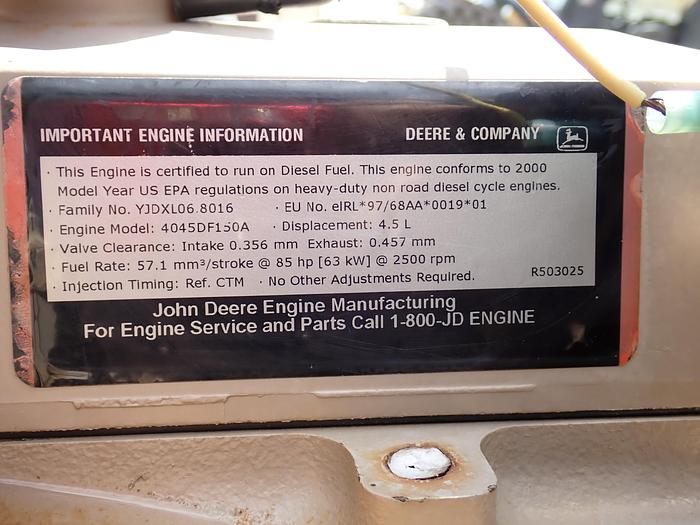 IMPORTANT ENGINE INFORMATION DEERE & COMPANY
· This Engine is certified to run on Diesel Fuel. This engine conforms to 2000
Model Year US EPA regulations on heavy-duty non road diesel cycle engines.
· Family No. YJDXL06.8016 · EU No. eIRL*97/68AA*0019*01
· Engine Model: 4045DF150A · Displacement: 4.5 L
· Valve Clearance: Intake 0.356 mm Exhaust: 0.457 mm
· Fuel Rate: 57.1 mm³/stroke @ 85 hp [63 kW] @ 2500 rpm
· Injection Timing: Ref. CTM · No Other Adjustments Required. R503025
John Deere Engine Manufacturing
For Engine Service and Parts Call 1-800-JD ENGINE